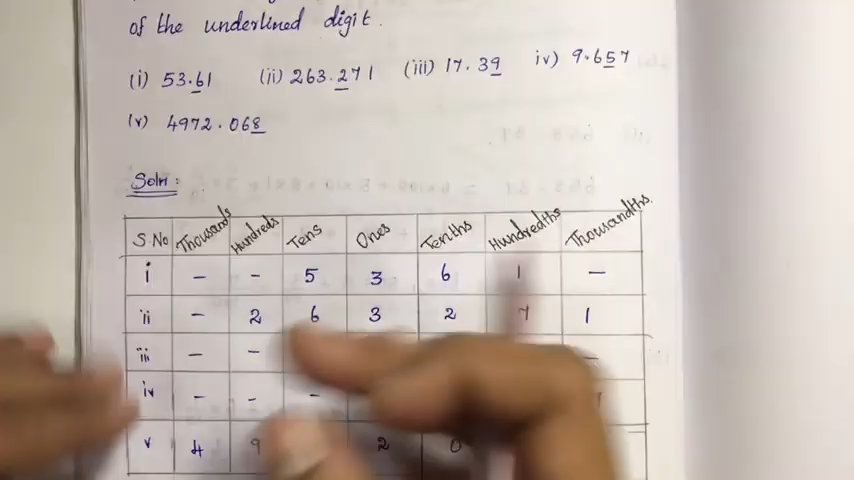 of the underlined digit.
(i) 53.61 (ii) 263.271 (iii) 17.39 iv) 9.657
(v) 4972.068
Soln:
S.No Thousands Hundreds Tens Ones Tenths Hundredths Thousandths.
i - - 5 3 6 1 -
ii - 2 6 3 2 7 1
iii - - -
iv - - -
v 4 9 2 0